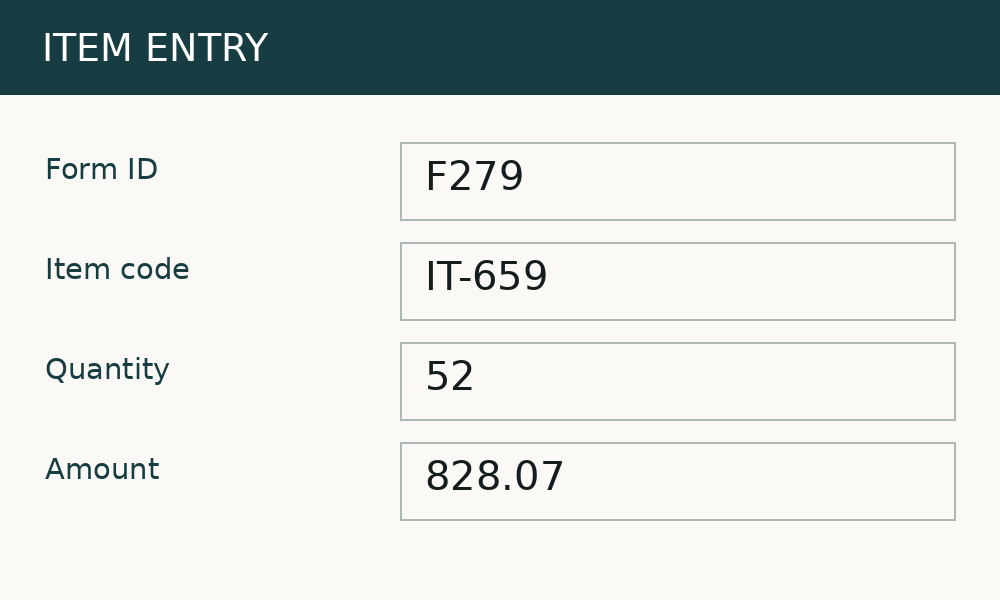 ITEM ENTRY
Form ID F279
Item code IT-659
Quantity 52
Amount 828.07